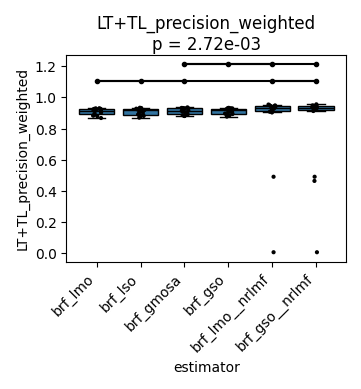 LT+TL_precision_weighted
p = 2.72e-03
LT+TL_precision_weighted
1.2
1.0
0.8
0.6
0.4
0.2
0.0
brf_lmo
brf_lso
brf_gmosa
brf_gso
brf_lmo__nrlmf
brf_gso__nrlmf
estimator